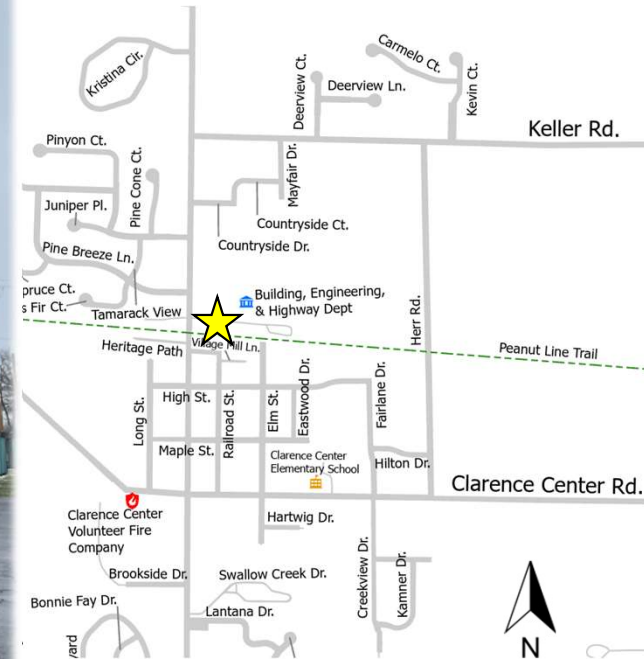 Kristina Cir.
Carmelo Ct.
Deerview Ct.
Deerview Ln.
Kevin Ct.
Keller Rd.
Pinyon Ct.
Pine Cone Ct.
Mayfair Dr.
Juniper Pl.
Countryside Ct.
Countryside Dr.
Pine Breeze Ln.
pruce Ct.
s Fir Ct.
Tamarack View
Building, Engineering,
& Highway Dept
Herr Rd.
Heritage Path
Village Mill Ln.
Peanut Line Trail
Long St.
High St.
Railroad St.
Elm St.
Eastwood Dr.
Fairlane Dr.
Maple St.
Clarence Center
Elementary School
Hilton Dr.
Clarence Center Rd.
Clarence Center
Volunteer Fire
Company
Hartwig Dr.
Brookside Dr.
Swallow Creek Dr.
Creekview Dr.
Kamner Dr.
Bonnie Fay Dr.
Lantana Dr.
yard
N